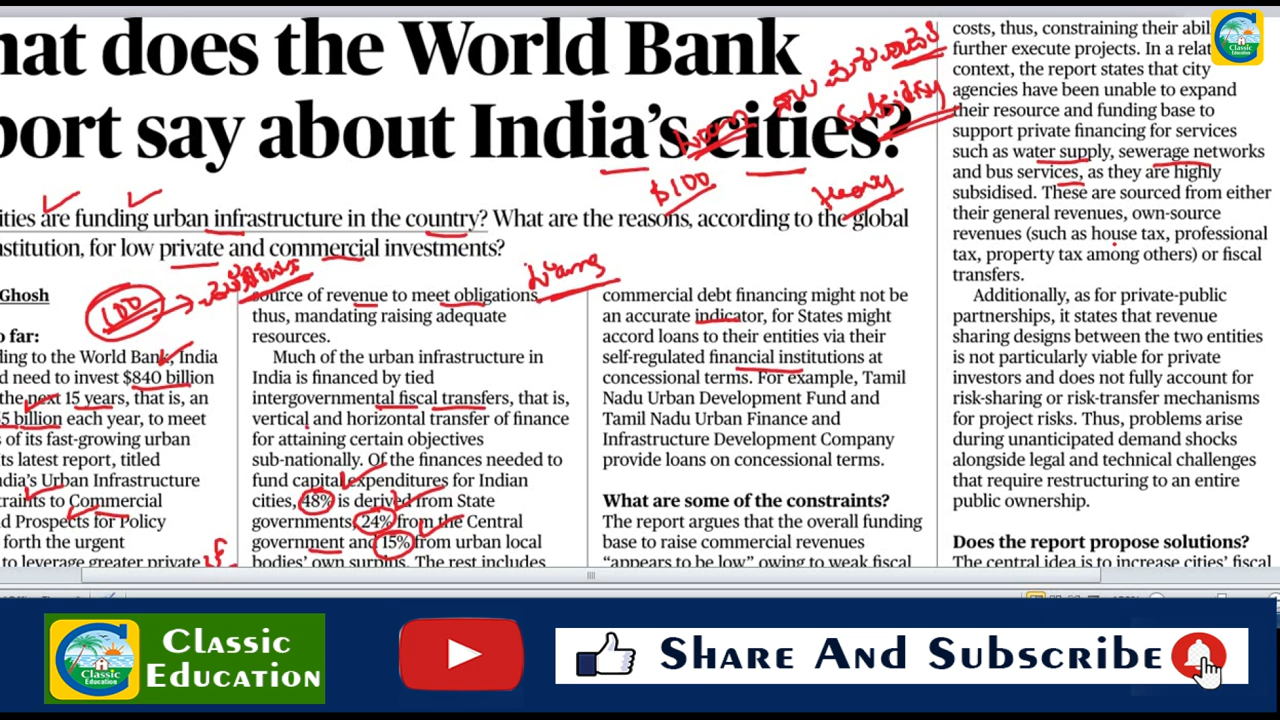 hat does the World Bank
port say about India's cities?
ities are funding urban infrastructure in the country? What are the reasons, according to the global
nstitution, for low private and commercial investments?
Ghosh
o far:
ding to the World Bank, India
d need to invest $840 billion
the next 15 years, that is, an
5 billion each year, to meet
s of its fast-growing urban
ts latest report, titled
dia's Urban Infrastructure
traints to Commercial
d Prospects for Policy
forth the urgent
to leverage greater private
source of revenue to meet obligations
thus, mandating raising adequate
resources.
Much of the urban infrastructure in
India is financed by tied
intergovernmental fiscal transfers, that is,
vertical and horizontal transfer of finance
for attaining certain objectives
sub-nationally. Of the finances needed to
fund capital expenditures for Indian
cities, 48% is derived from State
governments, 24% from the Central
government and 15% from urban local
bodies' own surplus. The rest includes
commercial debt financing might not be
an accurate indicator, for States might
accord loans to their entities via their
self-regulated financial institutions at
concessional terms. For example, Tamil
Nadu Urban Development Fund and
Tamil Nadu Urban Finance and
Infrastructure Development Company
provide loans on concessional terms.
What are some of the constraints?
The report argues that the overall funding
base to raise commercial revenues
"appears to be low" owing to weak fiscal
costs, thus, constraining their abil
further execute projects. In a relat
context, the report states that city
agencies have been unable to expand
their resource and funding base to
support private financing for services
such as water supply, sewerage networks
and bus services, as they are highly
subsidised. These are sourced from either
their general revenues, own-source
revenues (such as house tax, professional
tax, property tax among others) or fiscal
transfers.
Additionally, as for private-public
partnerships, it states that revenue
sharing designs between the two entities
is not particularly viable for private
investors and does not fully account for
risk-sharing or risk-transfer mechanisms
for project risks. Thus, problems arise
during unanticipated demand shocks
alongside legal and technical challenges
that require restructuring to an entire
public ownership.
Does the report propose solutions?
The central idea is to increase cities' fiscal
Subsidisy
$100
Heavy
100
Classic
Education
Classic
Education
Classic
Education
Share And Subscribe